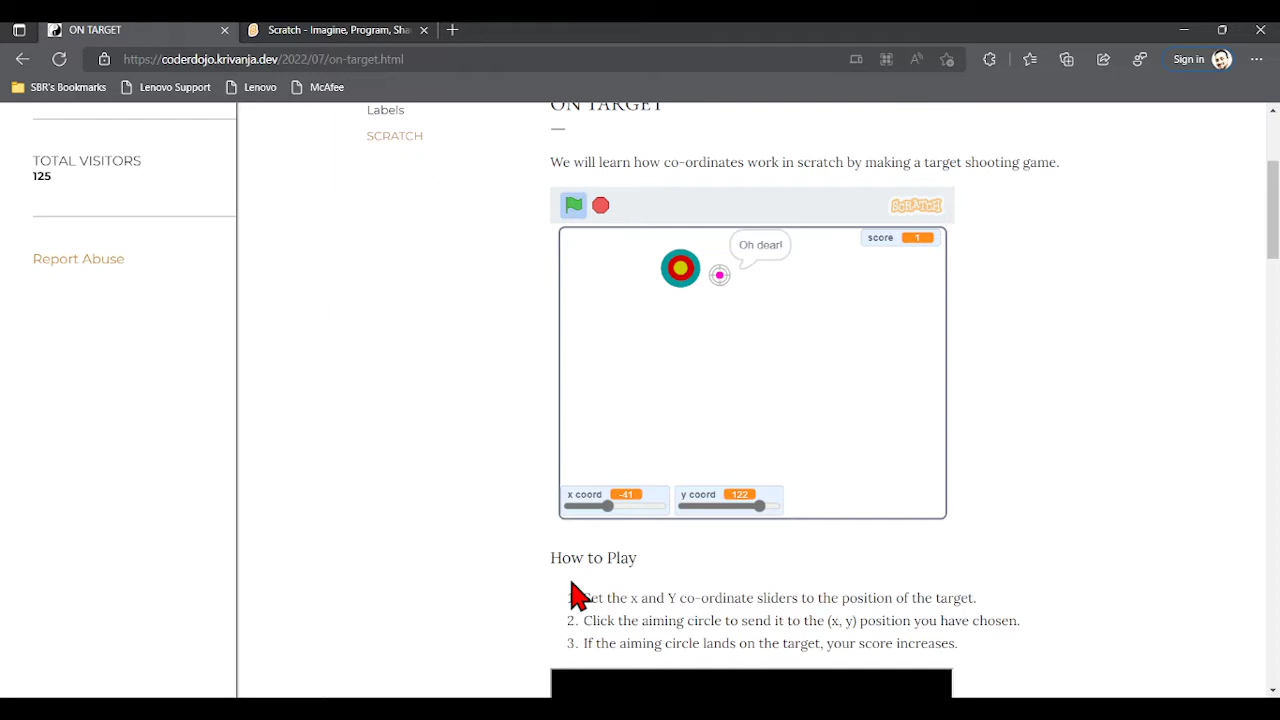 ON TARGET
Scratch - Imagine, Program, Sha
https://coderdojo.krivanja.dev/2022/07/on-target.html
Sign in
SBR's Bookmarks
Lenovo Support
Lenovo
McAfee
ON TARGET
Labels
SCRATCH
TOTAL VISITORS
125
We will learn how co-ordinates work in scratch by making a target shooting game.
SCRATCH
Oh dear!
score 1
Report Abuse
x coord -41
y coord 122
How to Play
Set the x and Y co-ordinate sliders to the position of the target.
2. Click the aiming circle to send it to the (x, y) position you have chosen.
3. If the aiming circle lands on the target, your score increases.